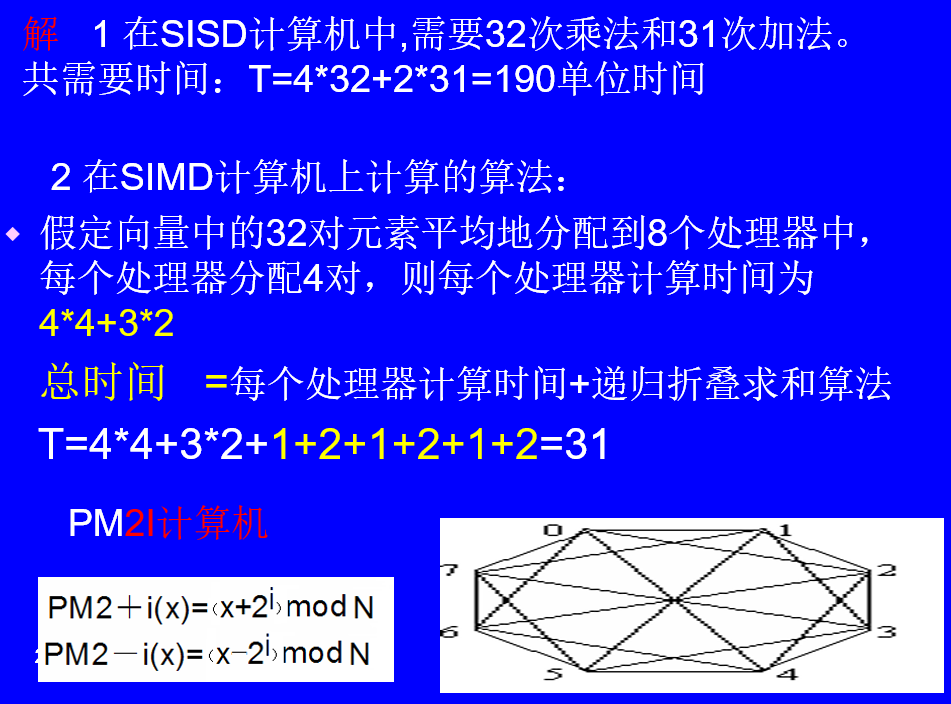 解 1 在SISD计算机中,需要32次乘法和31次加法。
共需要时间：T=4*32+2*31=190单位时间
2 在SIMD计算机上计算的算法：
假定向量中的32对元素平均地分配到8个处理器中，
每个处理器分配4对，则每个处理器计算时间为
4*4+3*2
总时间 =每个处理器计算时间+递归折叠求和算法
T=4*4+3*2+1+2+1+2+1+2=31
PM2I计算机
PM2＋i(x)=（x+2^i）mod N
PM2－i(x)=（x−2^i）mod N
0 1
7 2
6 3
5 4